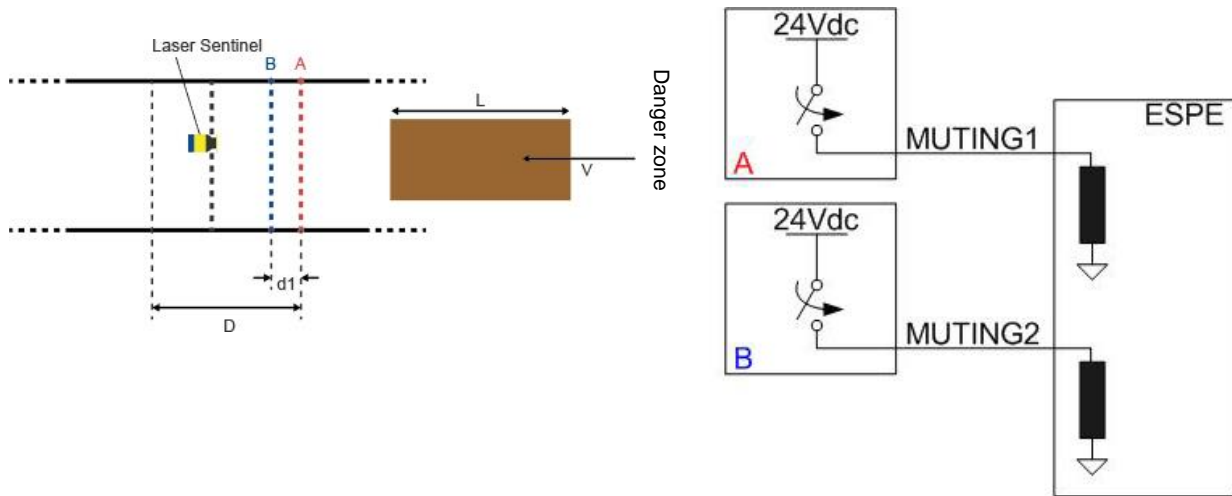 Laser Sentinel
B
A
L
V
d1
D
Danger zone
24Vdc
A
MUTING1
24Vdc
B
MUTING2
ESPE